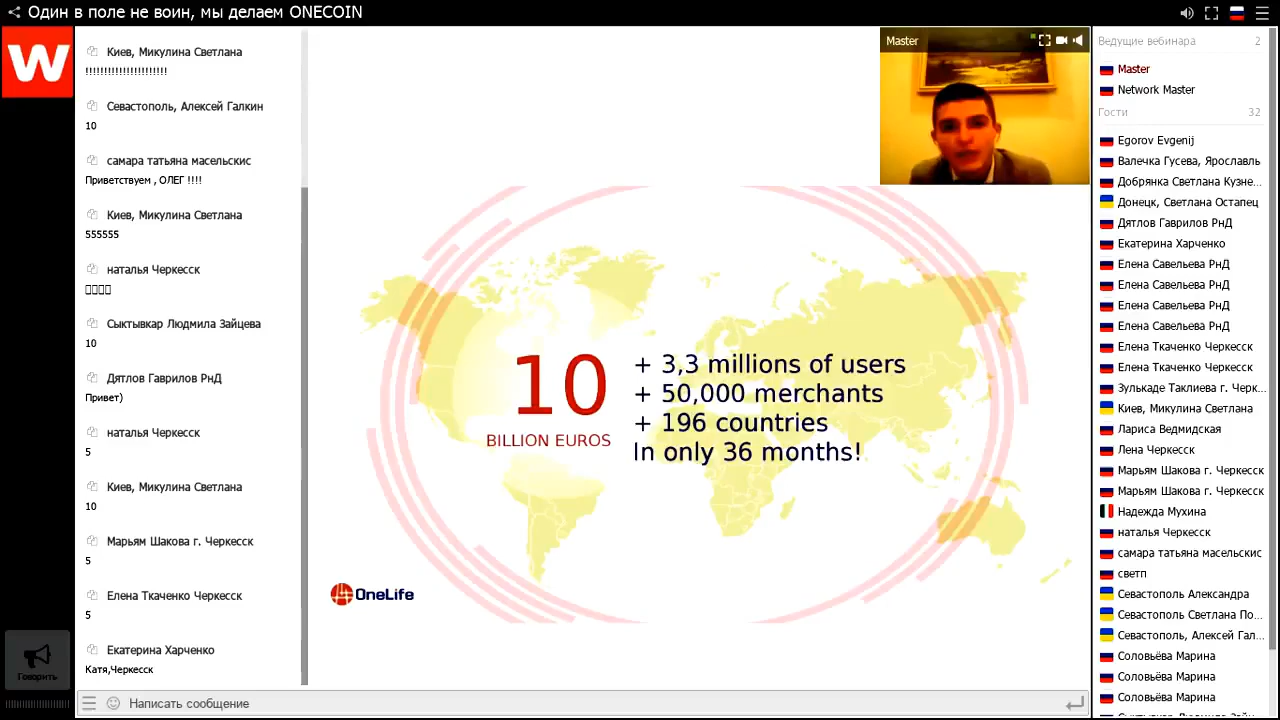 Один в поле не воин, мы делаем ONECOIN
W
Киев, Микулина Светлана
!!!!!!!!!!!!!!!!!!!!!!
Севастополь, Алексей Галкин
10
самара татьяна масельскис
Приветствуем , ОЛЕГ !!!!
Киев, Микулина Светлана
555555
наталья Черкесск
Сыктывкар Людмила Зайцева
10
Дятлов Гаврилов РнД
Привет)
наталья Черкесск
5
Киев, Микулина Светлана
10
Марьям Шакова г. Черкесск
5
Елена Ткаченко Черкесск
5
Екатерина Харченко
Катя,Черкесск
Говорить
Написать сообщение
Master
10
BILLION EUROS
+ 3,3 millions of users
+ 50,000 merchants
+ 196 countries
In only 36 months!
OneLife
Ведущие вебинара 2
Master
Network Master
Гости 32
Egorov Evgenij
Валечка Гусева, Ярославль
Добрянка Светлана Кузне...
Донецк, Светлана Остапец
Дятлов Гаврилов РнД
Екатерина Харченко
Елена Савельева РнД
Елена Савельева РнД
Елена Савельева РнД
Елена Савельева РнД
Елена Ткаченко Черкесск
Елена Ткаченко Черкесск
Зулькаде Таклиева г. Черк...
Киев, Микулина Светлана
Лариса Ведмидская
Лена Черкесск
Марьям Шакова г. Черкесск
Марьям Шакова г. Черкесск
Надежда Мухина
наталья Черкесск
самара татьяна масельскис
светп
Севастополь Александра
Севастополь Светлана По...
Севастополь, Алексей Гал...
Соловьёва Марина
Соловьёва Марина
Соловьёва Марина